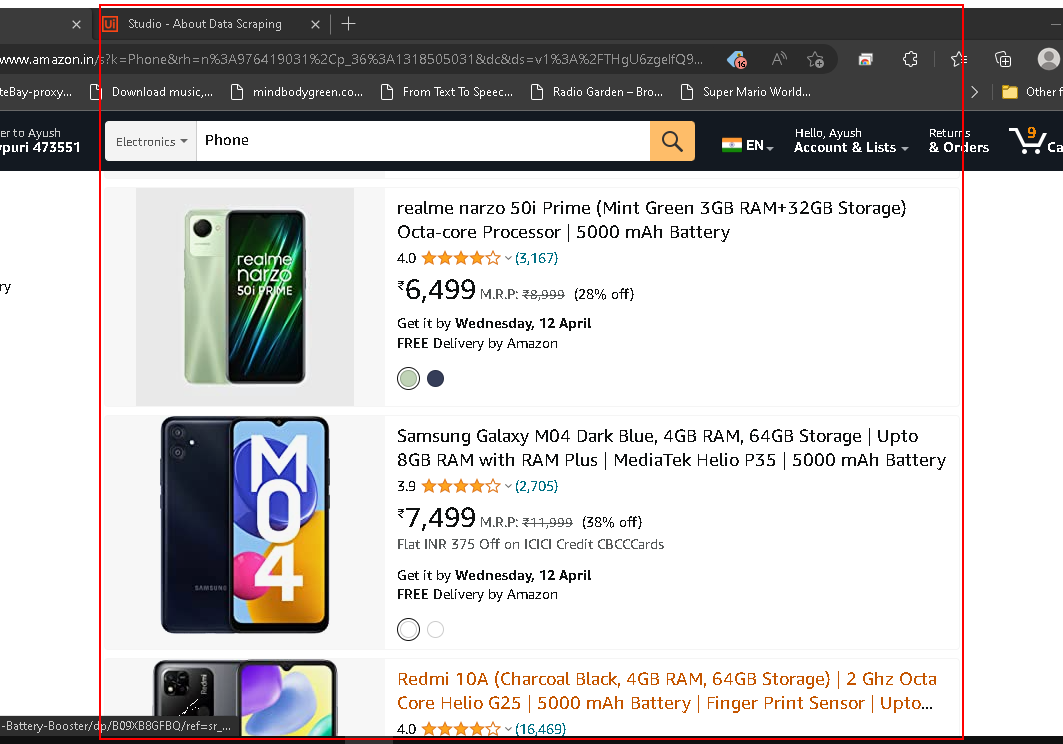 Studio - About Data Scraping
www.amazon.in/s?k=Phone&rh=n%3A976419031%2Cp_36%3A1318505031&dc&ds=v1%3A%2FTHgU6zgeIfQ9...
16
teBay-proxy...
Download music,...
mindbodygreen.co...
From Text To Speec...
Radio Garden – Bro...
Super Mario World...
Other f
er to Ayush
ypuri 473551
Electronics
Phone
EN
Hello, Ayush
Account & Lists
Returns
& Orders
9
Ca
ry
realme narzo 50i PRIME
realme narzo 50i Prime (Mint Green 3GB RAM+32GB Storage)
Octa-core Processor | 5000 mAh Battery
4.0 (3,167)
₹6,499 M.R.P: ₹8,999 (28% off)
Get it by Wednesday, 12 April
FREE Delivery by Amazon
M04
SAMSUNG
Samsung Galaxy M04 Dark Blue, 4GB RAM, 64GB Storage | Upto
8GB RAM with RAM Plus | MediaTek Helio P35 | 5000 mAh Battery
3.9 (2,705)
₹7,499 M.R.P: ₹11,999 (38% off)
Flat INR 375 Off on ICICI Credit CBCCCards
Get it by Wednesday, 12 April
FREE Delivery by Amazon
Redmi
Redmi 10A (Charcoal Black, 4GB RAM, 64GB Storage) | 2 Ghz Octa
Core Helio G25 | 5000 mAh Battery | Finger Print Sensor | Upto...
4.0 (16,469)
-Battery-Booster/dp/B09XB8GFBQ/ref=sr_...